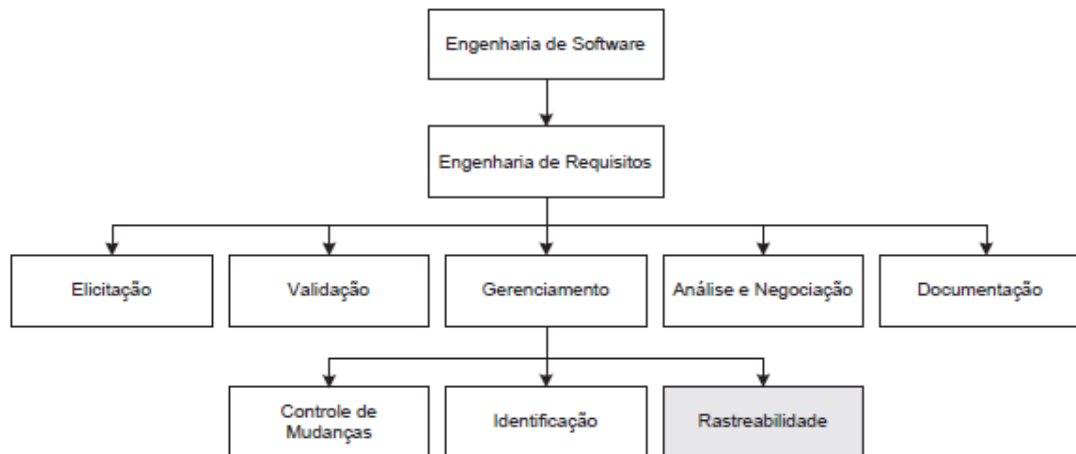 Engenharia de Software
Engenharia de Requisitos
Elicitação
Validação
Gerenciamento
Análise e Negociação
Documentação
Controle de
Mudanças
Identificação
Rastreabilidade